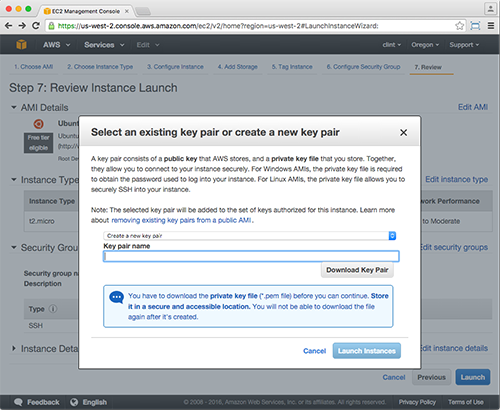 EC2 Management Console
clint
https://us-west-2.console.aws.amazon.com/ec2/v2/home?region=us-west-2#LaunchInstanceWizard:
AWS Services Edit clint Oregon Support
1. Choose AMI 2. Choose Instance Type 3. Configure Instance 4. Add Storage 5. Tag Instance 6. Configure Security Group 7. Review
Step 7: Review Instance Launch
AMI Details Edit AMI
Free tier
eligible
Root Devi
Instance Type Edit instance type
Instance Type work Performance
t2.micro to Moderate
Security Grou Edit security groups
Security group n
Description
Type
SSH
Instance Detai Edit instance details
Cancel Previous Launch
Feedback English © 2008 - 2016, Amazon Web Services, Inc. or its affiliates. All rights reserved. Privacy Policy Terms of Use
Select an existing key pair or create a new key pair
A key pair consists of a public key that AWS stores, and a private key file that you store. Together,
they allow you to connect to your instance securely. For Windows AMIs, the private key file is required
to obtain the password used to log into your instance. For Linux AMIs, the private key file allows you to
securely SSH into your instance.
Note: The selected key pair will be added to the set of keys authorized for this instance. Learn more
about removing existing key pairs from a public AMI.
Create a new key pair
Key pair name
Download Key Pair
You have to download the private key file (*.pem file) before you can continue. Store
it in a secure and accessible location. You will not be able to download the file
again after it's created.
Cancel Launch Instances